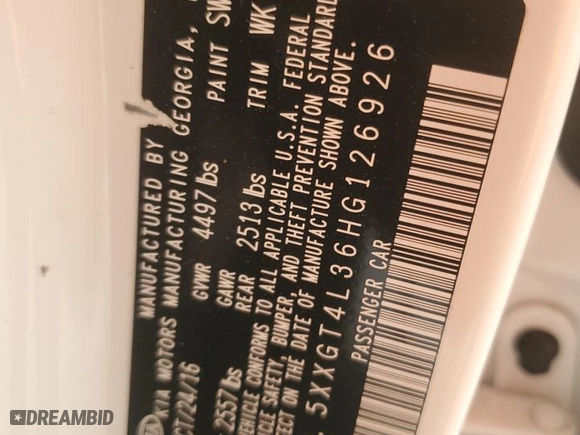 MANUFACTURED BY
KIA MOTORS MANUFACTURING GEORGIA,
CT/24/16
GVWR 4497 lbs
PAINT SW
GAWR
2557 lbs REAR 2513 lbs TRIM WK
VEHICLE CONFORMS TO ALL APPLICABLE U.S.A. FEDERAL
SAFETY, BUMPER, AND THEFT PREVENTION STANDARD
EFFECT ON THE DATE OF MANUFACTURE SHOWN ABOVE.
5XXGT4L36HG126926
PASSENGER CAR
DREAMBID